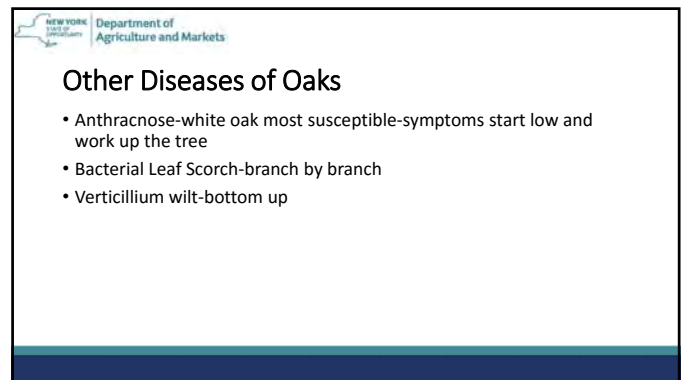 NEW YORK
STATE OF
OPPORTUNITY
Department of
Agriculture and Markets
Other Diseases of Oaks
• Anthracnose-white oak most susceptible-symptoms start low and
work up the tree
• Bacterial Leaf Scorch-branch by branch
• Verticillium wilt-bottom up